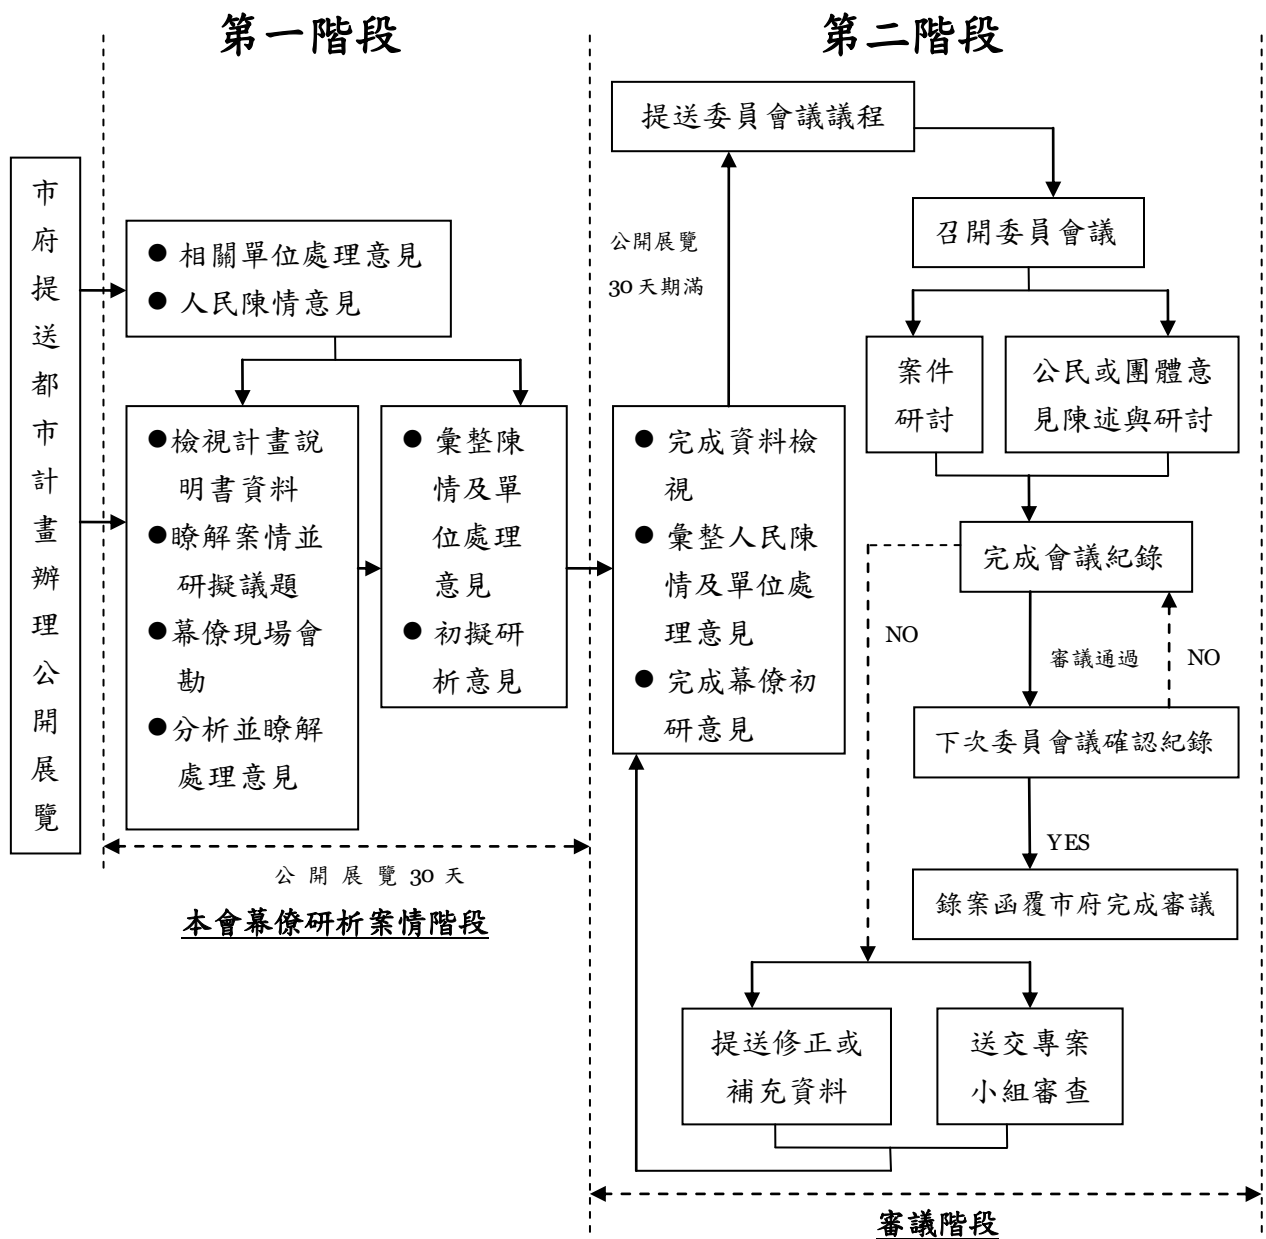 第一階段
第二階段
市府提送都市計畫辦理公開展覽
● 相關單位處理意見
● 人民陳情意見
●檢視計畫說
明書資料
●瞭解案情並
研擬議題
●幕僚現場會
勘
●分析並瞭解
處理意見
● 彙整陳
情及單
位處理
意見
● 初擬研
析意見
公開展覽30天
本會幕僚研析案情階段
提送委員會議議程
公開展覽
30天期滿
● 完成資料檢
視
● 彙整人民陳
情及單位處
理意見
● 完成幕僚初
研意見
召開委員會議
案件
研討
公民或團體意
見陳述與研討
完成會議紀錄
NO
審議通過
NO
下次委員會議確認紀錄
YES
錄案函覆市府完成審議
提送修正或
補充資料
送交專案
小組審查
審議階段